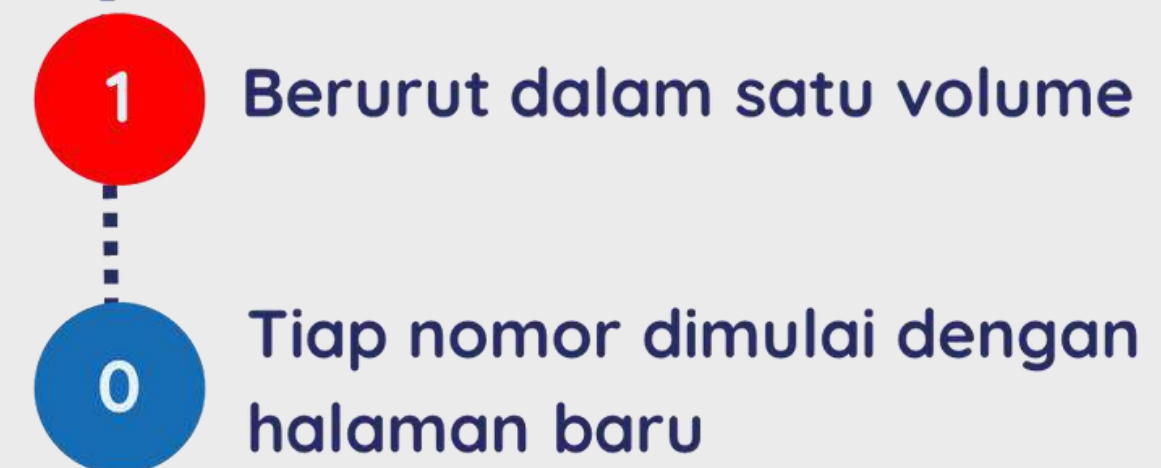 1
Berurut dalam satu volume
0
Tiap nomor dimulai dengan
halaman baru